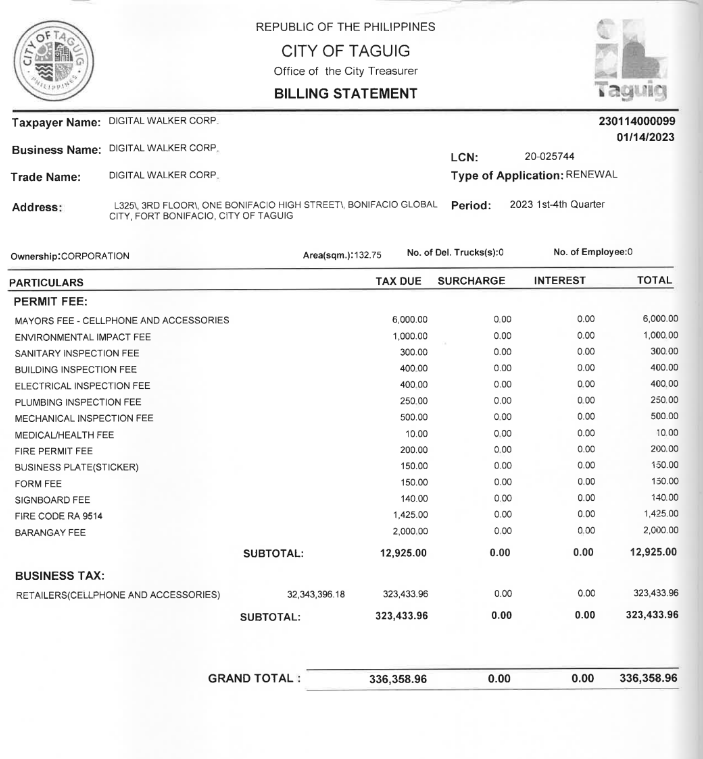 REPUBLIC OF THE PHILIPPINES
CITY OF TAGUIG
Office of the City Treasurer
BILLING STATEMENT
CITY OF TAGUIG
PHILIPPINES
Taguig
Taxpayer Name: DIGITAL WALKER CORP. 230114000099
01/14/2023
Business Name: DIGITAL WALKER CORP.
LCN: 20-025744
Trade Name: DIGITAL WALKER CORP. Type of Application: RENEWAL
Address: L325\, 3RD FLOOR\, ONE BONIFACIO HIGH STREET\, BONIFACIO GLOBAL Period: 2023 1st-4th Quarter
CITY, FORT BONIFACIO, CITY OF TAGUIG
Ownership:CORPORATION Area(sqm.):132.75 No. of Del. Trucks(s):0 No. of Employee:0
PARTICULARS TAX DUE SURCHARGE INTEREST TOTAL
PERMIT FEE:
MAYORS FEE - CELLPHONE AND ACCESSORIES 6,000.00 0.00 0.00 6,000.00
ENVIRONMENTAL IMPACT FEE 1,000.00 0.00 0.00 1,000.00
SANITARY INSPECTION FEE 300.00 0.00 0.00 300.00
BUILDING INSPECTION FEE 400.00 0.00 0.00 400.00
ELECTRICAL INSPECTION FEE 400.00 0.00 0.00 400.00
PLUMBING INSPECTION FEE 250.00 0.00 0.00 250.00
MECHANICAL INSPECTION FEE 500.00 0.00 0.00 500.00
MEDICAL/HEALTH FEE 10.00 0.00 0.00 10.00
FIRE PERMIT FEE 200.00 0.00 0.00 200.00
BUSINESS PLATE(STICKER) 150.00 0.00 0.00 150.00
FORM FEE 150.00 0.00 0.00 150.00
SIGNBOARD FEE 140.00 0.00 0.00 140.00
FIRE CODE RA 9514 1,425.00 0.00 0.00 1,425.00
BARANGAY FEE 2,000.00 0.00 0.00 2,000.00
SUBTOTAL: 12,925.00 0.00 0.00 12,925.00
BUSINESS TAX:
RETAILERS(CELLPHONE AND ACCESSORIES) 32,343,396.18 323,433.96 0.00 0.00 323,433.96
SUBTOTAL: 323,433.96 0.00 0.00 323,433.96
GRAND TOTAL : 336,358.96 0.00 0.00 336,358.96